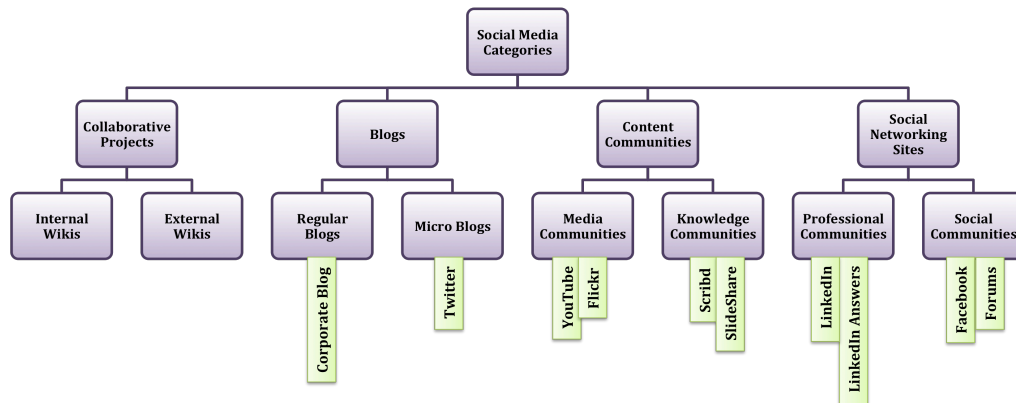 Social Media
Categories
Collaborative
Projects
Blogs
Content
Communities
Social
Networking
Sites
Internal
Wikis
External
Wikis
Regular
Blogs
Micro Blogs
Media
Communities
Knowledge
Communities
Professional
Communities
Social
Communities
Corporate Blog
Twitter
YouTube
Flickr
Scribd
SlideShare
LinkedIn
LinkedIn Answers
Facebook
Forums